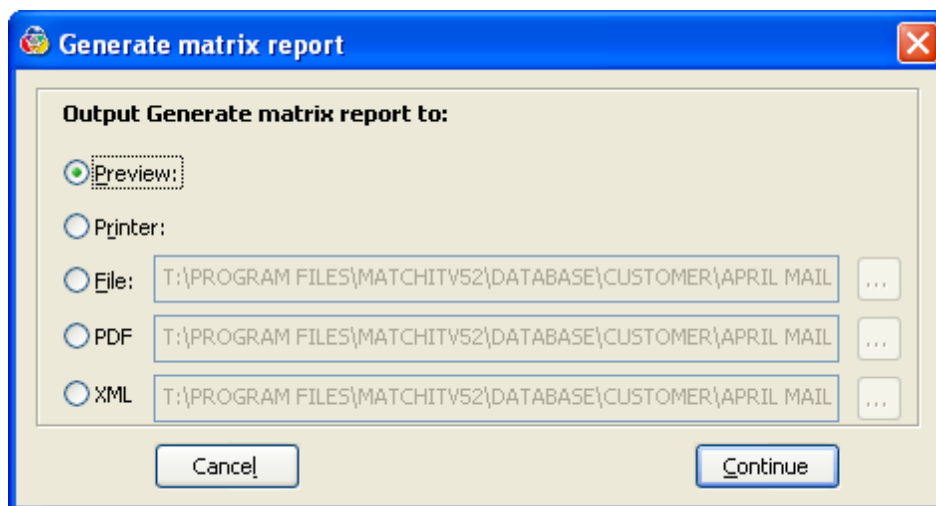 Generate matrix report
Output Generate matrix report to:
Preview:
Printer:
File: T:\PROGRAM FILES\MATCHITV52\DATABASE\CUSTOMER\APRIL MAIL ...
PDF T:\PROGRAM FILES\MATCHITV52\DATABASE\CUSTOMER\APRIL MAIL ...
XML T:\PROGRAM FILES\MATCHITV52\DATABASE\CUSTOMER\APRIL MAIL ...
Cancel Continue